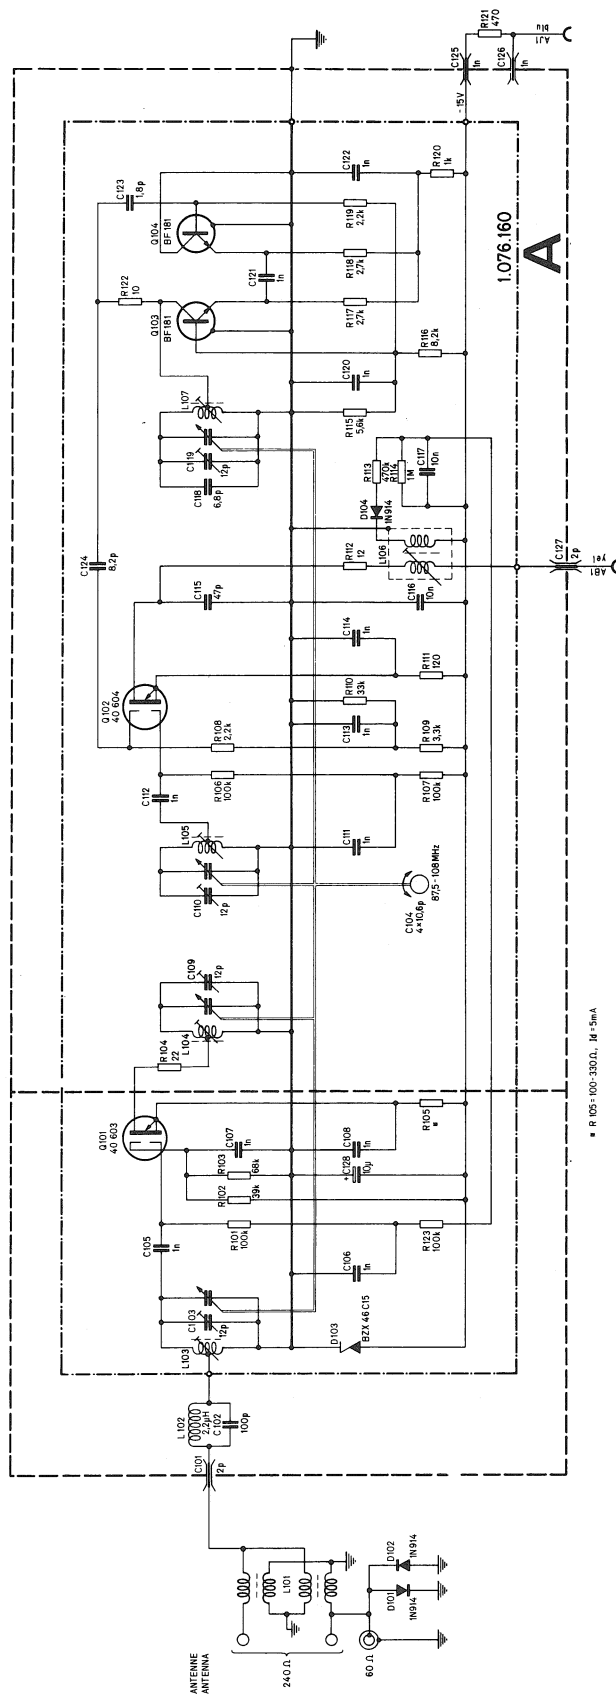 ANTENNE
ANTENNA
240 Ω
60 Ω
L101
D101
1N914
D102
1N914
C101
2p
L102
2,2µH
C102
100p
L103
C103
12p
C105
1n
Q101
40 603
R101
100k
R102
39k
R103
68k
C107
1n
C106
1n
D103
BZX 46 C15
R123
100k
+ C128
10µ
C108
1n
R105
*
R104
22
L104
C109
12p
C110
12p
L105
C112
1n
C104
4×10,6p
87,5-108MHz
C111
1n
R106
100k
R107
100k
R108
2,2k
R109
3,3k
Q102
40 604
C113
1n
R110
33k
R111
120
C114
1n
C124
8,2p
C115
47p
C116
10n
R112
12
L106
D104
1N914
R113
470k
R114
1M
C117
10n
C118
6,8p
C119
12p
L107
R115
5,6k
C120
1n
R116
8,2k
Q103
BF181
R122
10
C121
1n
R117
2,7k
R118
2,7k
R119
2,2k
Q104
BF181
C123
1,8p
C122
1n
R120
1k
1.076.160
A
-15V
C125
1n
C126
1n
R121
470
AJ1
blu
C127
2p
AB1
yel
* R 105 = 100-330Ω, Id = 5mA